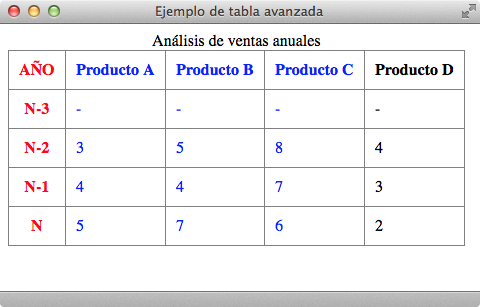 Ejemplo de tabla avanzada
Análisis de ventas anuales
AÑO Producto A Producto B Producto C Producto D
N-3 - - - -
N-2 3 5 8 4
N-1 4 4 7 3
N 5 7 6 2